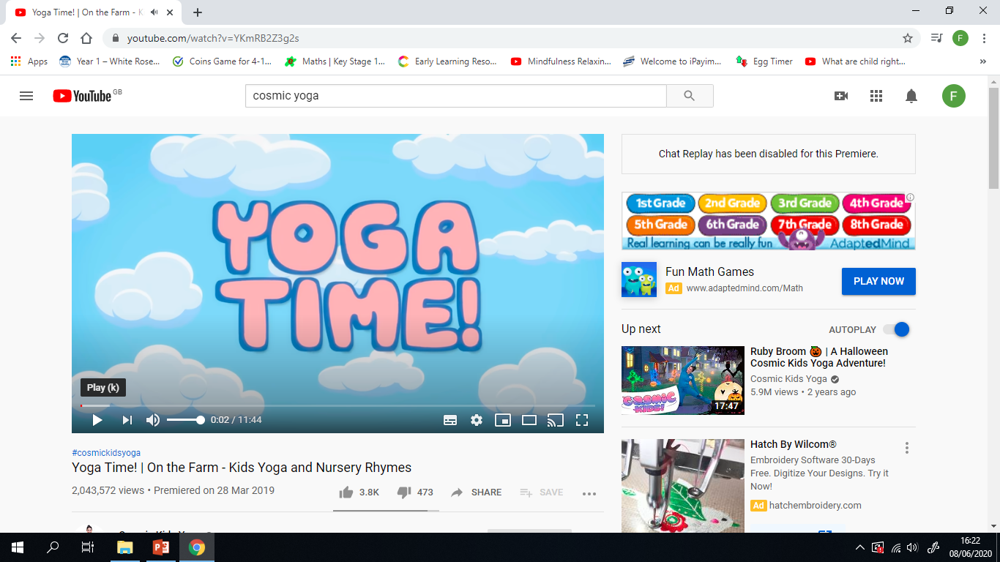 Yoga Time! | On the Farm - K
youtube.com/watch?v=YKmRB2Z3g2s
F
Apps
Year 1 – White Rose...
Coins Game for 4-1...
Maths | Key Stage 1...
Early Learning Reso...
Mindfulness Relaxin...
Welcome to iPayim...
Egg Timer
What are child right...
»
YouTube GB
cosmic yoga
F
YOGA
TIME!
Play (k)
0:02 / 11:44
#cosmickidsyoga
Yoga Time! | On the Farm - Kids Yoga and Nursery Rhymes
2,043,572 views • Premiered on 28 Mar 2019
3.8K
473
SHARE
SAVE
Chat Replay has been disabled for this Premiere.
1st Grade 2nd Grade 3rd Grade 4th Grade
5th Grade 6th Grade 7th Grade 8th Grade
Real learning can be really fun AdaptedMind
Fun Math Games
Ad www.adaptedmind.com/Math
PLAY NOW
Up next
AUTOPLAY
COSMIC
KIDS!
17:47
Ruby Broom 🎃 | A Halloween
Cosmic Kids Yoga Adventure!
Cosmic Kids Yoga
5.9M views • 2 years ago
Hatch By Wilcom®
Embroidery Software 30-Days
Free. Digitize Your Designs. Try it
Now!
Ad hatchembroidery.com
16:22
08/06/2020